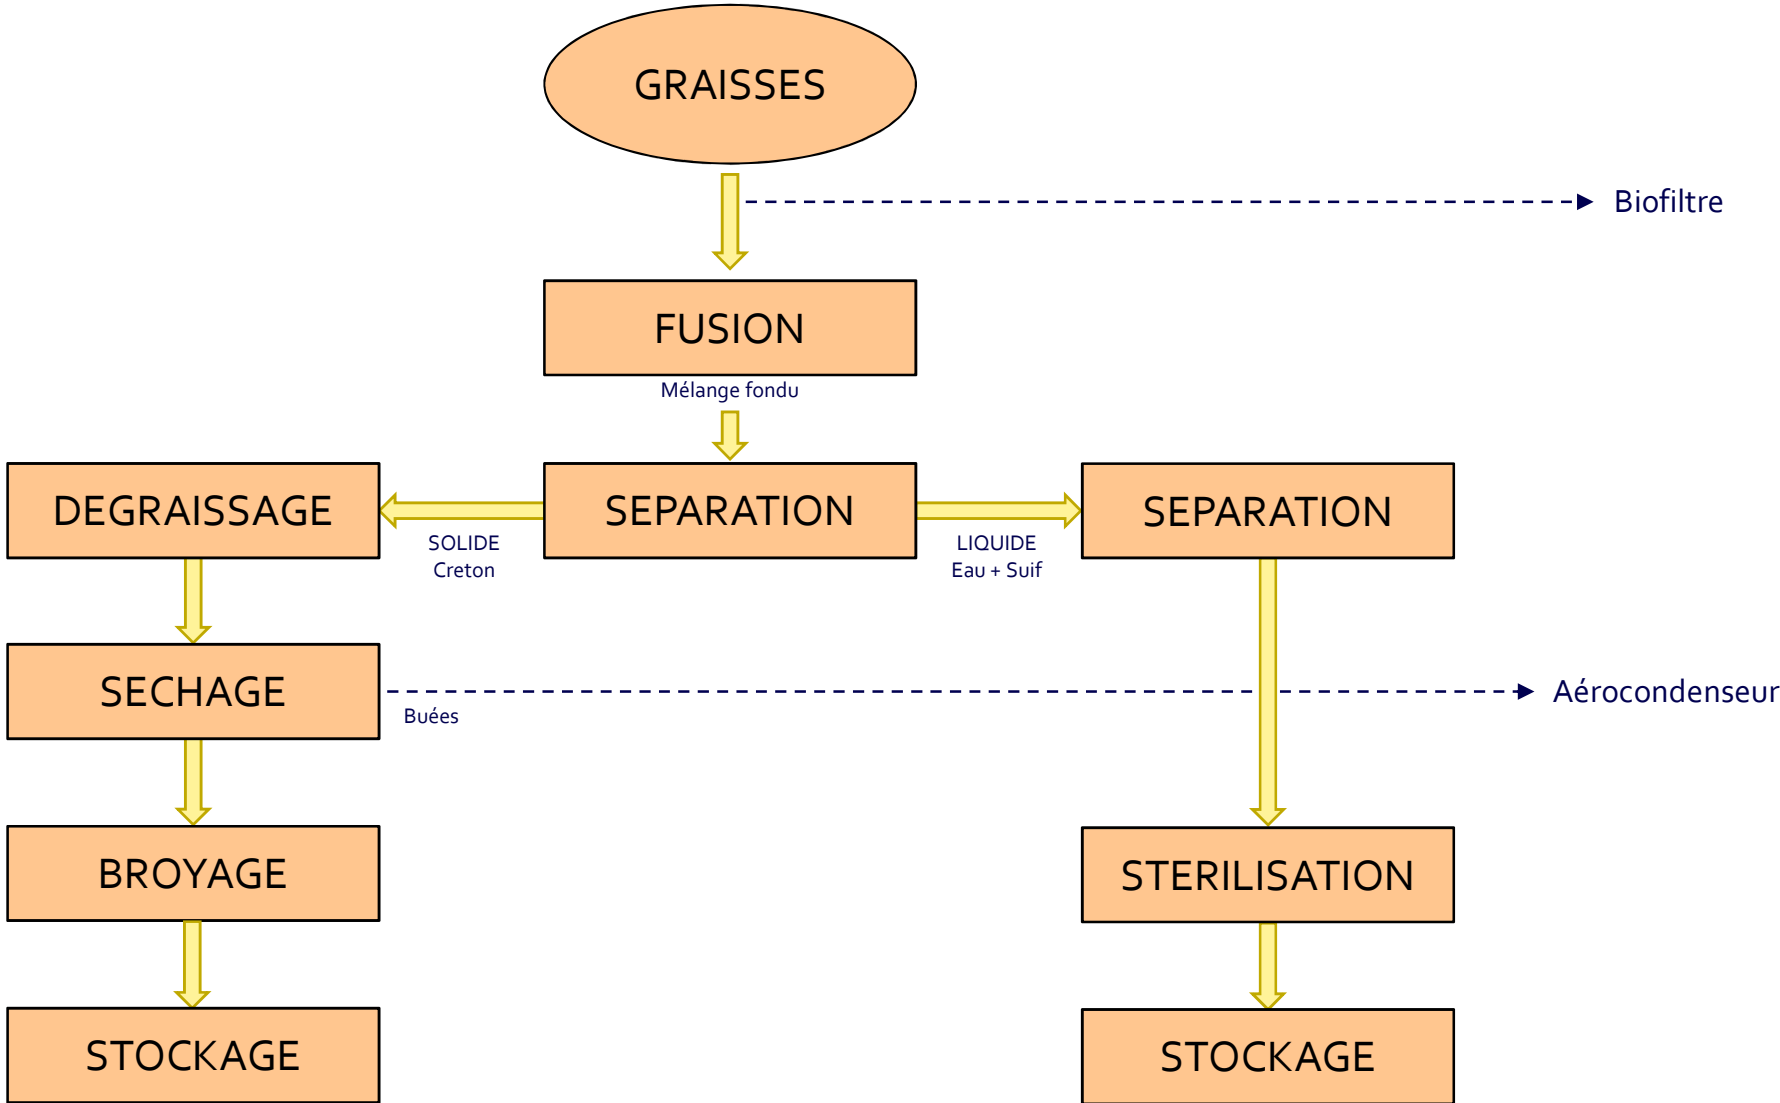 GRAISSES
Biofiltre
FUSION
Mélange fondu
DEGRAISSAGE
SEPARATION
SEPARATION
SOLIDE
Creton
LIQUIDE
Eau + Suif
SECHAGE
Aérocondenseur
Buées
BROYAGE
STERILISATION
STOCKAGE
STOCKAGE